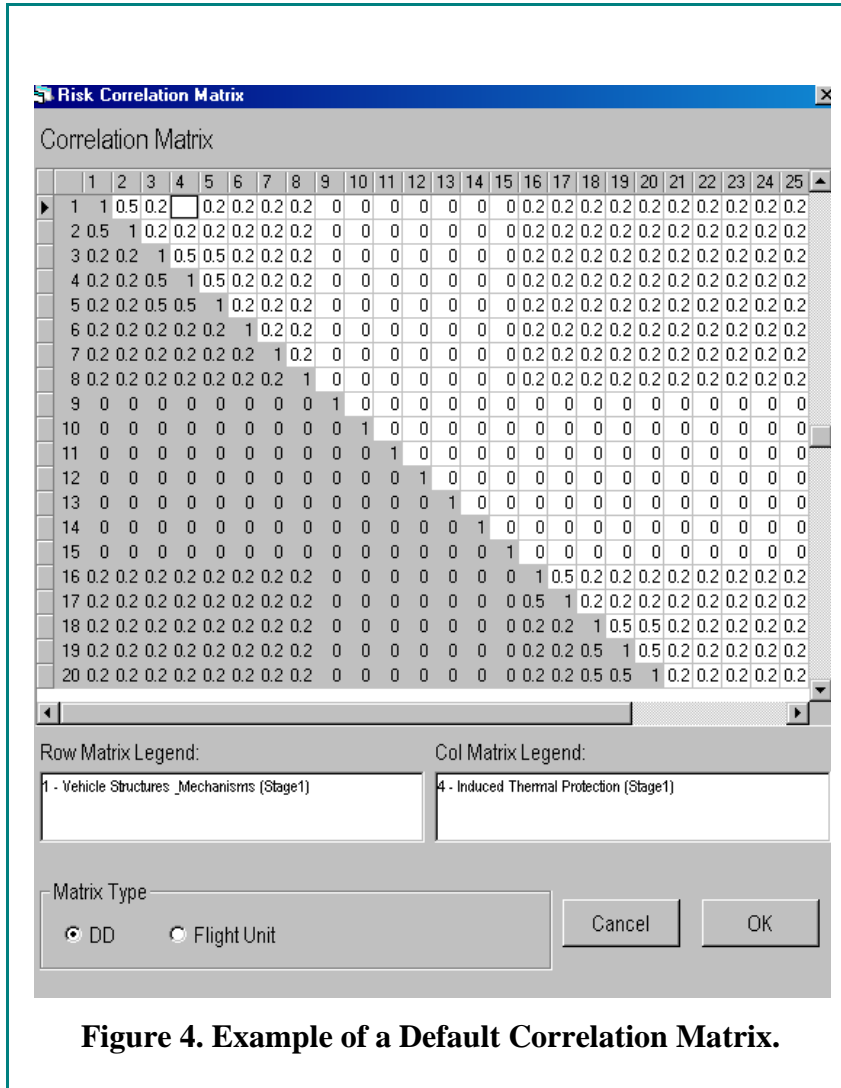 Risk Correlation Matrix
Correlation Matrix
1 2 3 4 5 6 7 8 9 10 11 12 13 14 15 16 17 18 19 20 21 22 23 24 25
1 1 0.5 0.2 0.2 0.2 0.2 0.2 0 0 0 0 0 0 0 0.2 0.2 0.2 0.2 0.2 0.2 0.2 0.2 0.2 0.2
2 0.5 1 0.2 0.2 0.2 0.2 0.2 0.2 0 0 0 0 0 0 0 0.2 0.2 0.2 0.2 0.2 0.2 0.2 0.2 0.2 0.2
3 0.2 0.2 1 0.5 0.5 0.2 0.2 0.2 0 0 0 0 0 0 0 0.2 0.2 0.2 0.2 0.2 0.2 0.2 0.2 0.2 0.2
4 0.2 0.2 0.5 1 0.5 0.2 0.2 0.2 0 0 0 0 0 0 0 0.2 0.2 0.2 0.2 0.2 0.2 0.2 0.2 0.2 0.2
5 0.2 0.2 0.5 0.5 1 0.2 0.2 0.2 0 0 0 0 0 0 0 0.2 0.2 0.2 0.2 0.2 0.2 0.2 0.2 0.2 0.2
6 0.2 0.2 0.2 0.2 0.2 1 0.2 0.2 0 0 0 0 0 0 0 0.2 0.2 0.2 0.2 0.2 0.2 0.2 0.2 0.2 0.2
7 0.2 0.2 0.2 0.2 0.2 0.2 1 0.2 0 0 0 0 0 0 0 0.2 0.2 0.2 0.2 0.2 0.2 0.2 0.2 0.2 0.2
8 0.2 0.2 0.2 0.2 0.2 0.2 0.2 1 0 0 0 0 0 0 0 0.2 0.2 0.2 0.2 0.2 0.2 0.2 0.2 0.2 0.2
9 0 0 0 0 0 0 0 0 1 0 0 0 0 0 0 0 0 0 0 0 0 0 0 0 0
10 0 0 0 0 0 0 0 0 0 1 0 0 0 0 0 0 0 0 0 0 0 0 0 0 0
11 0 0 0 0 0 0 0 0 0 0 1 0 0 0 0 0 0 0 0 0 0 0 0 0 0
12 0 0 0 0 0 0 0 0 0 0 0 1 0 0 0 0 0 0 0 0 0 0 0 0 0
13 0 0 0 0 0 0 0 0 0 0 0 0 1 0 0 0 0 0 0 0 0 0 0 0 0
14 0 0 0 0 0 0 0 0 0 0 0 0 0 1 0 0 0 0 0 0 0 0 0 0 0
15 0 0 0 0 0 0 0 0 0 0 0 0 0 0 1 0 0 0 0 0 0 0 0 0 0
16 0.2 0.2 0.2 0.2 0.2 0.2 0.2 0.2 0 0 0 0 0 0 0 1 0.5 0.2 0.2 0.2 0.2 0.2 0.2 0.2 0.2
17 0.2 0.2 0.2 0.2 0.2 0.2 0.2 0.2 0 0 0 0 0 0 0 0.5 1 0.2 0.2 0.2 0.2 0.2 0.2 0.2 0.2
18 0.2 0.2 0.2 0.2 0.2 0.2 0.2 0.2 0 0 0 0 0 0 0 0.2 0.2 1 0.5 0.5 0.2 0.2 0.2 0.2 0.2
19 0.2 0.2 0.2 0.2 0.2 0.2 0.2 0.2 0 0 0 0 0 0 0 0.2 0.2 0.5 1 0.5 0.2 0.2 0.2 0.2 0.2
20 0.2 0.2 0.2 0.2 0.2 0.2 0.2 0.2 0 0 0 0 0 0 0 0.2 0.2 0.5 0.5 1 0.2 0.2 0.2 0.2 0.2
Row Matrix Legend: Col Matrix Legend:
1 - Vehicle Structures _Mechanisms (Stage1) 4 - Induced Thermal Protection (Stage1)
Matrix Type
DD Flight Unit Cancel OK
Figure 4. Example of a Default Correlation Matrix.